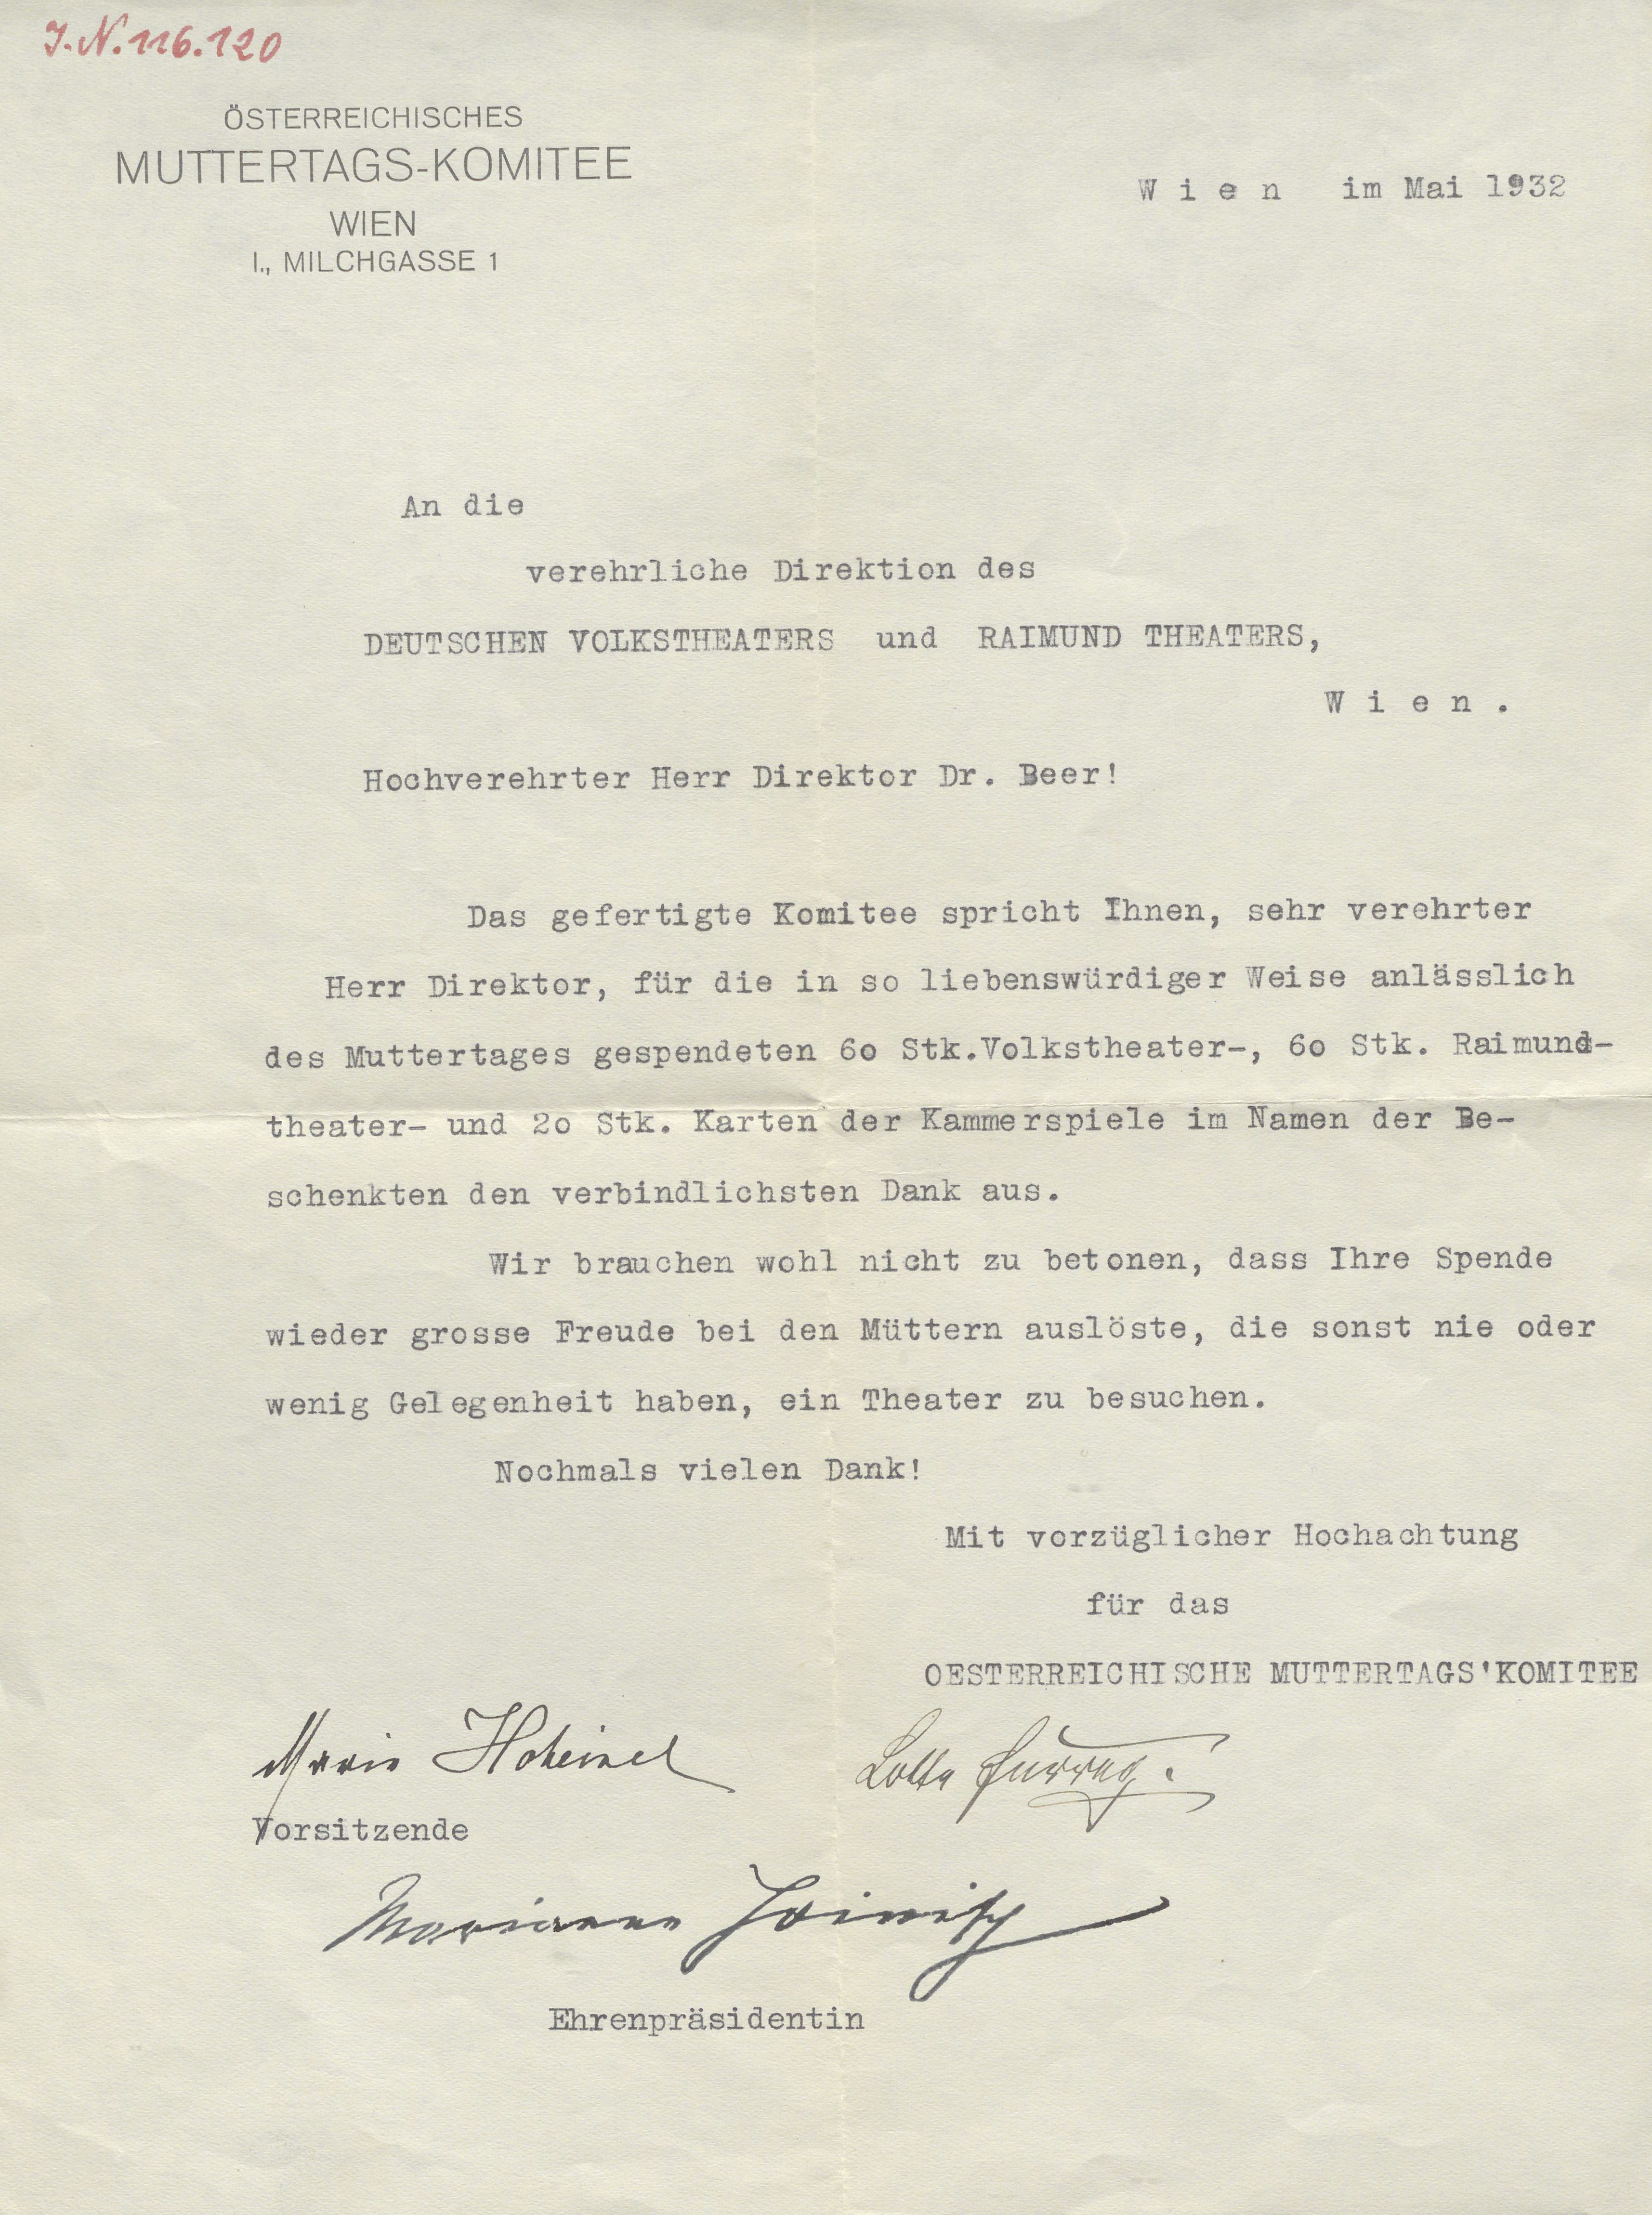 J.N. 116.120
ÖSTERREICHISCHES
MUTTERTAGS-KOMITEE
WIEN
I., MILCHGASSE 1
W i e n im Mai 1932
An die
verehrliche Direktion des
DEUTSCHEN VOLKSTHEATERS und RAIMUND THEATERS,
W i e n .
Hochverehrter Herr Direktor Dr. Beer!
Das gefertigte Komitee spricht Ihnen, sehr verehrter
Herr Direktor, für die in so liebenswürdiger Weise anlässlich
des Muttertages gespendeten 6o Stk.Volkstheater-, 6o Stk. Raimund-
theater- und 2o Stk. Karten der Kammerspiele im Namen der Be-
schenkten den verbindlichsten Dank aus.
Wir brauchen wohl nicht zu betonen, dass Ihre Spende
wieder grosse Freude bei den Müttern auslöste, die sonst nie oder
wenig Gelegenheit haben, ein Theater zu besuchen.
Nochmals vielen Dank!
Mit vorzüglicher Hochachtung
für das
OESTERREICHISCHE MUTTERTAGS'KOMITEE
Marie Lotte
Vorsitzende
Marianne Hainisch
Ehrenpräsidentin